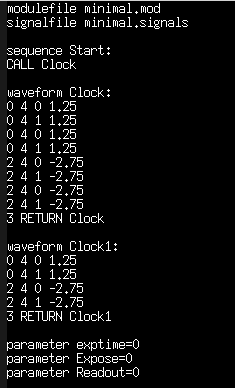 modulefile minimal.mod
signalfile minimal.signals

sequence Start:
CALL Clock

waveform Clock:
0 4 0 1.25
0 4 1 1.25
0 4 0 1.25
0 4 1 1.25
2 4 0 -2.75
2 4 1 -2.75
2 4 0 -2.75
2 4 1 -2.75
3 RETURN Clock

waveform Clock1:
0 4 0 1.25
0 4 1 1.25
2 4 0 -2.75
2 4 1 -2.75
3 RETURN Clock1

parameter exptime=0
parameter Expose=0
parameter Readout=0